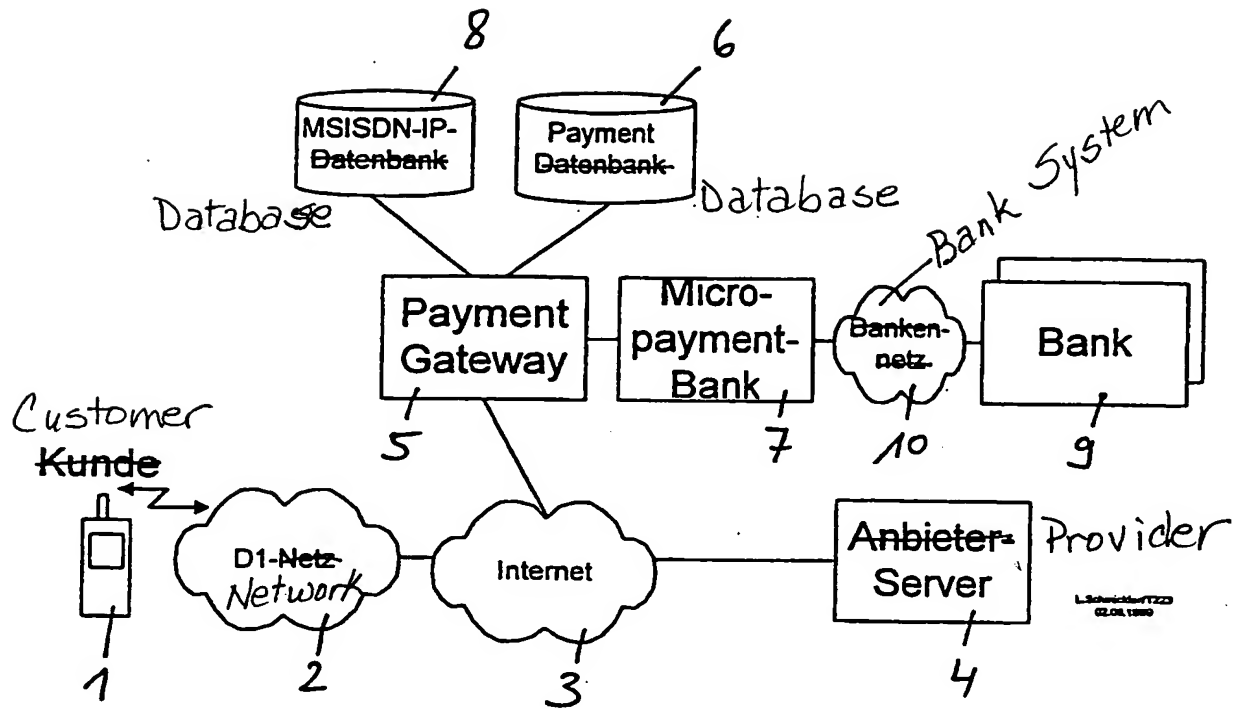 8
6
MSISDN-IP-
Datenbank
Database
Payment
Datenbank
Database
Bank System
Payment
Gateway
5
Micro-
payment-
Bank
7
Banken-
netz
10
Bank
9
Customer
Kunde
1
D1-Netz
Network
2
Internet
3
Anbieter-
Server
Provider
4